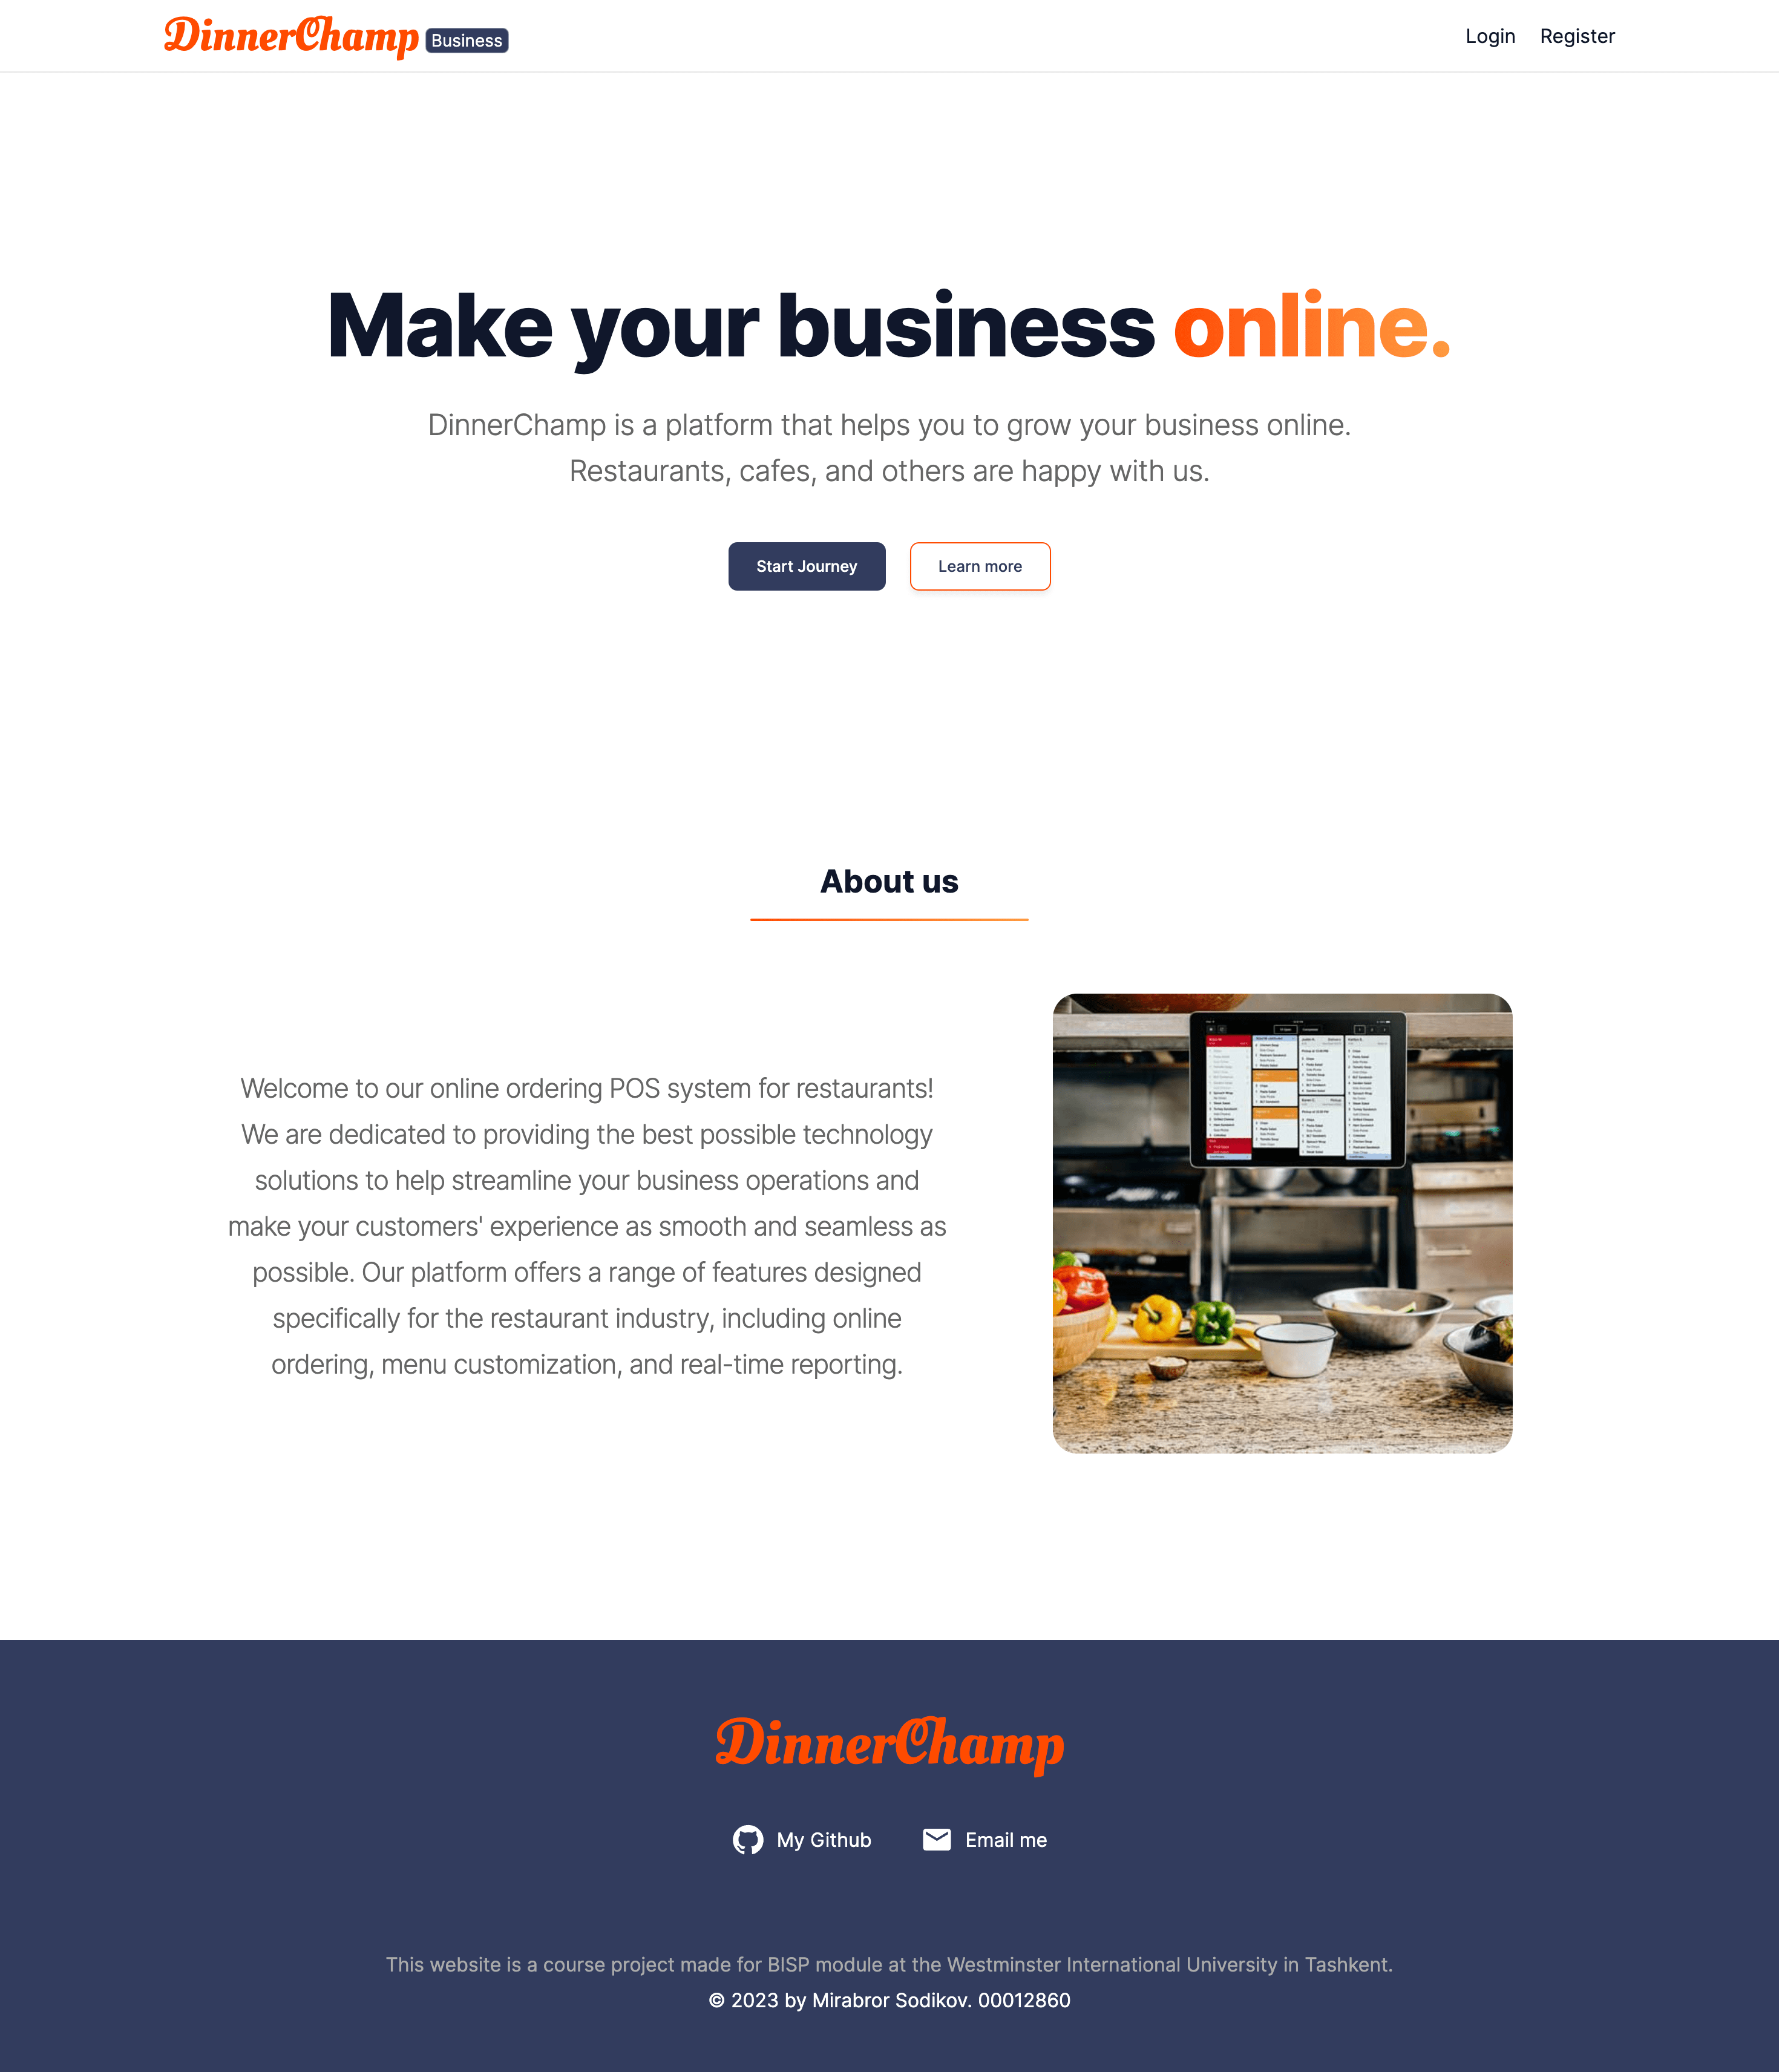 DinnerChamp Business
Login Register
Make your business online.
DinnerChamp is a platform that helps you to grow your business online.
Restaurants, cafes, and others are happy with us.
Start Journey Learn more
About us
Welcome to our online ordering POS system for restaurants!
We are dedicated to providing the best possible technology
solutions to help streamline your business operations and
make your customers' experience as smooth and seamless as
possible. Our platform offers a range of features designed
specifically for the restaurant industry, including online
ordering, menu customization, and real-time reporting.
DinnerChamp
My Github Email me
This website is a course project made for BISP module at the Westminster International University in Tashkent.
© 2023 by Mirabror Sodikov. 00012860